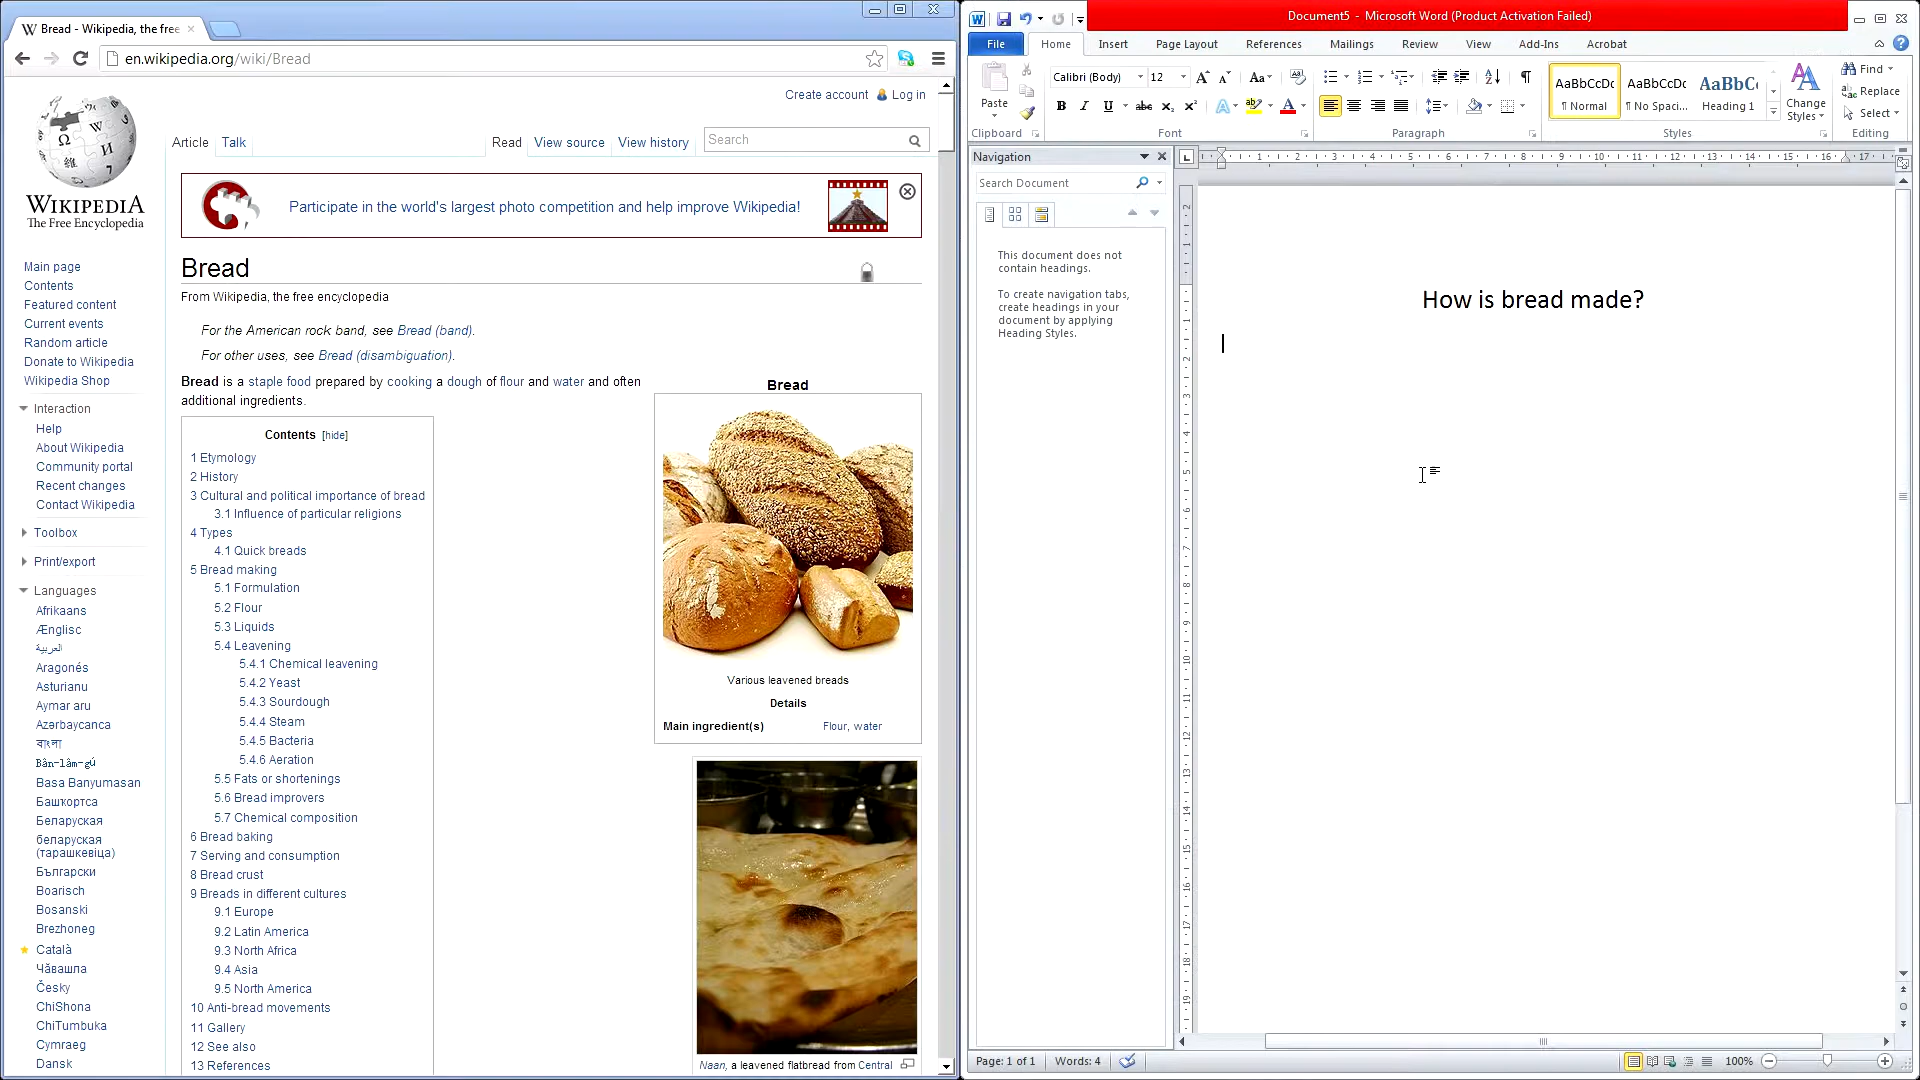 Bread - Wikipedia, the free
en.wikipedia.org/wiki/Bread
Create account Log in
Article Talk Read View source View history Search
WIKIPEDIA
The Free Encyclopedia
Participate in the world's largest photo competition and help improve Wikipedia!
Main page
Contents
Featured content
Current events
Random article
Donate to Wikipedia
Wikipedia Shop
Interaction
Help
About Wikipedia
Community portal
Recent changes
Contact Wikipedia
Toolbox
Print/export
Languages
Afrikaans
Ænglisc
العربية
Aragonés
Asturianu
Aymar aru
Azərbaycanca
বাংলা
Bân-lâm-gú
Basa Banyumasan
Башҡортса
Беларуская
беларуская
(тарашкевіца)
Български
Boarisch
Bosanski
Brezhoneg
Català
Чӑвашла
Česky
ChiShona
ChiTumbuka
Cymraeg
Dansk
Bread
From Wikipedia, the free encyclopedia
For the American rock band, see Bread (band).
For other uses, see Bread (disambiguation).
Bread is a staple food prepared by cooking a dough of flour and water and often
additional ingredients.
Contents [hide]
1 Etymology
2 History
3 Cultural and political importance of bread
3.1 Influence of particular religions
4 Types
4.1 Quick breads
5 Bread making
5.1 Formulation
5.2 Flour
5.3 Liquids
5.4 Leavening
5.4.1 Chemical leavening
5.4.2 Yeast
5.4.3 Sourdough
5.4.4 Steam
5.4.5 Bacteria
5.4.6 Aeration
5.5 Fats or shortenings
5.6 Bread improvers
5.7 Chemical composition
6 Bread baking
7 Serving and consumption
8 Bread crust
9 Breads in different cultures
9.1 Europe
9.2 Latin America
9.3 North Africa
9.4 Asia
9.5 North America
10 Anti-bread movements
11 Gallery
12 See also
13 References
Bread
Various leavened breads
Details
Main ingredient(s) Flour, water
Naan, a leavened flatbread from Central
Document5 - Microsoft Word (Product Activation Failed)
File Home Insert Page Layout References Mailings Review View Add-Ins Acrobat
Paste
Clipboard
Calibri (Body) 12
Font
Paragraph
AaBbCcDc AaBbCcDc AaBbC
¶ Normal ¶ No Spaci... Heading 1
Change
Styles
Styles
Find
Replace
Select
Editing
Navigation
Search Document
This document does not
contain headings.
To create navigation tabs,
create headings in your
document by applying
Heading Styles.
How is bread made?
Page: 1 of 1 Words: 4 100%